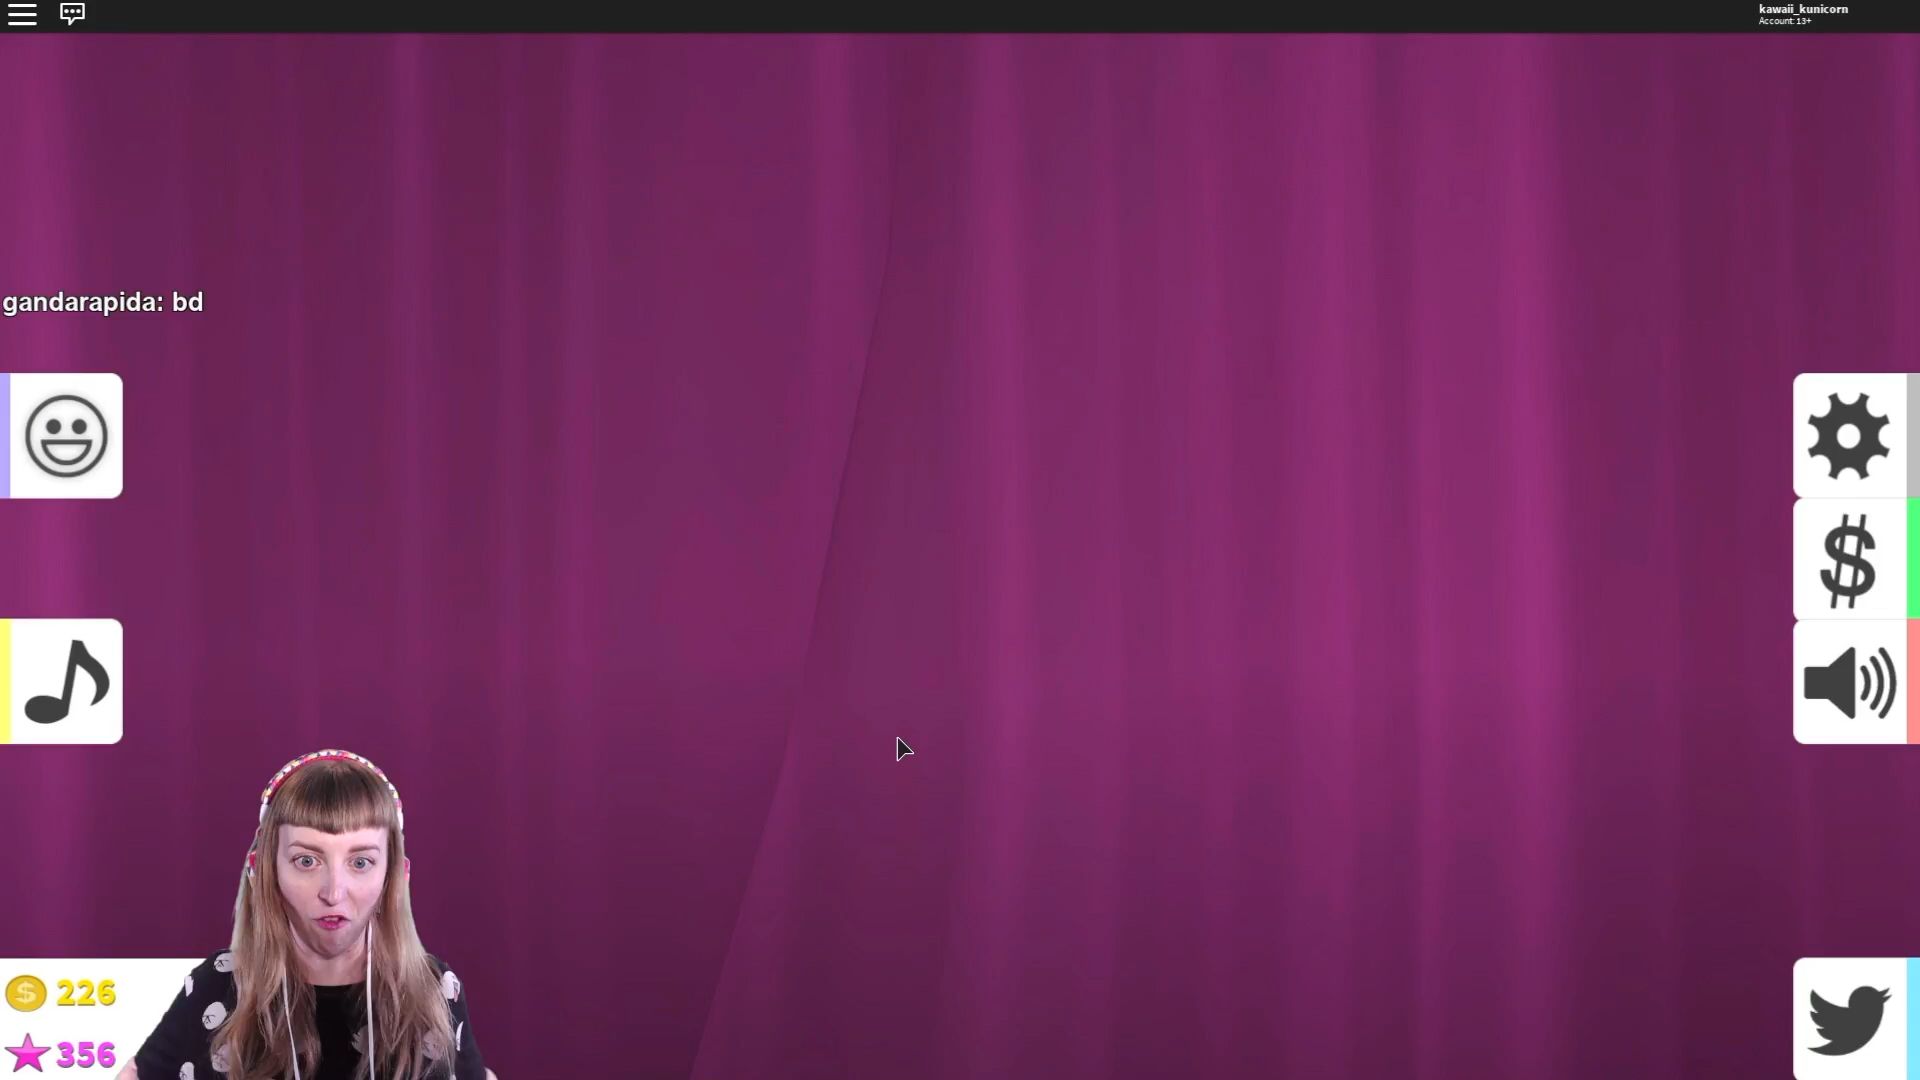 kawaii_kunicorn
Account: 13+
gandarapida: bd
226
356